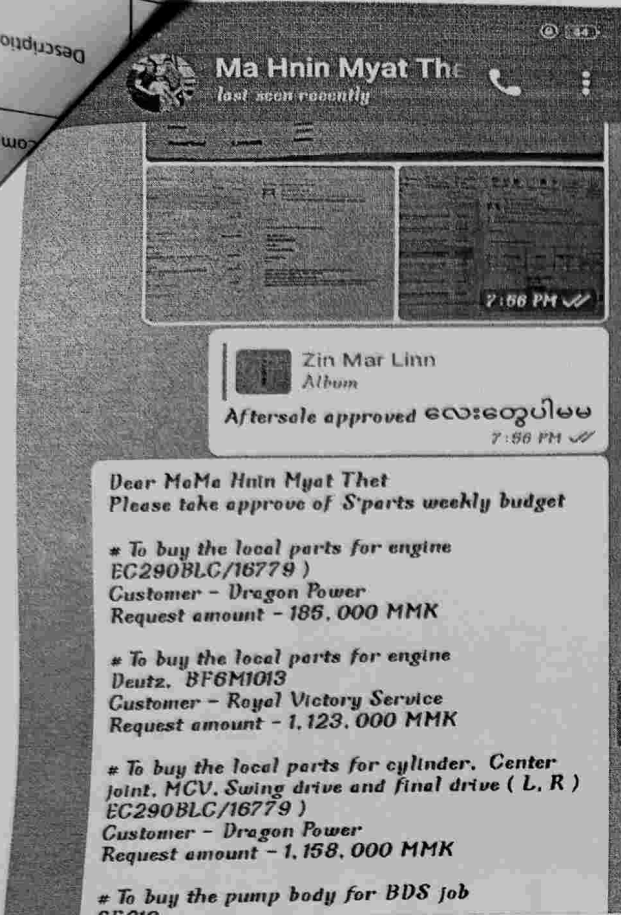 Description
Com
84
Ma Hnin Myat The
last seen recently
7:56 PM
Zin Mar Linn
Album
Aftersale approved လေးတွေပါမမ
7:56 PM
Dear MaMa Hnin Myat Thet
Please take approve of S'parts weekly budget
# To buy the local parts for engine
EC290BLC/16779 )
Customer - Dragon Power
Request amount - 185,000 MMK
# To buy the local parts for engine
Deutz, BF6M1013
Customer - Royal Victory Service
Request amount - 1,123,000 MMK
# To buy the local parts for cylinder, Center
joint, MCV, Swing drive and final drive ( L, R )
EC290BLC/16779 )
Customer - Dragon Power
Request amount - 1,158,000 MMK
# To buy the pump body for BDS job